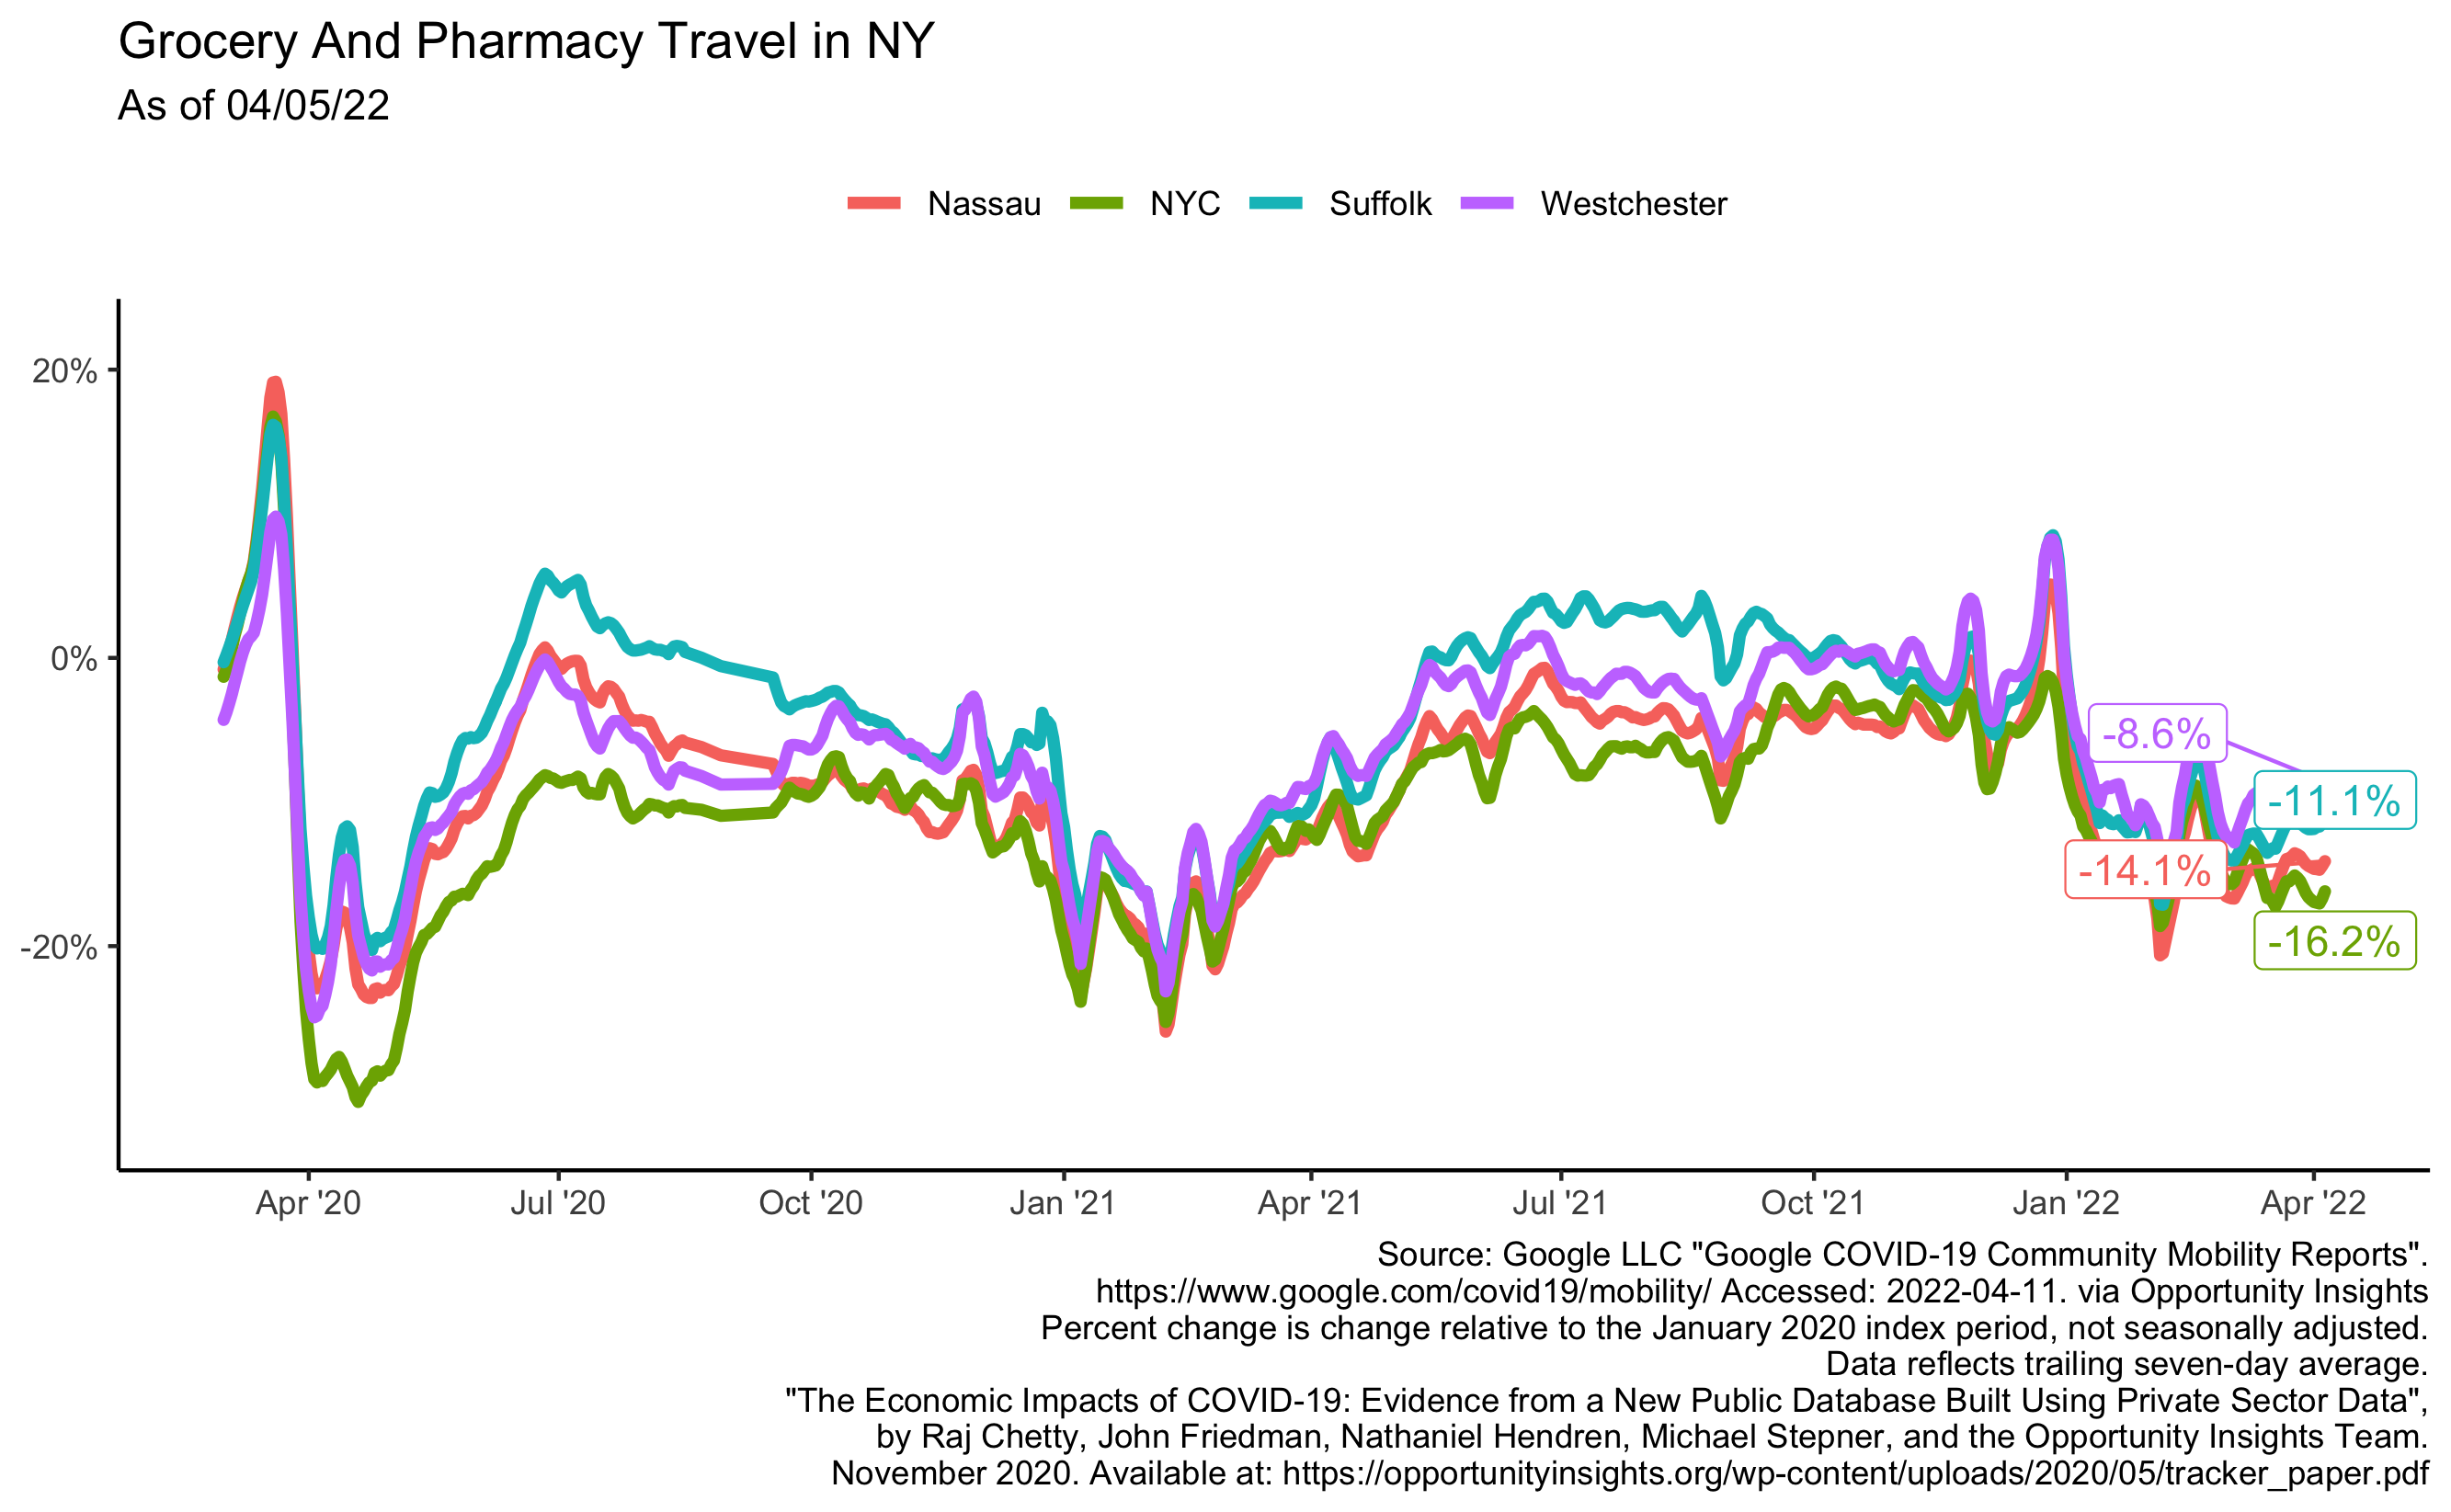 Grocery And Pharmacy Travel in NY
As of 04/05/22
Nassau NYC Suffolk Westchester
20%
0%
-20%
-8.6%
-11.1%
-14.1%
-16.2%
Apr '20 Jul '20 Oct '20 Jan '21 Apr '21 Jul '21 Oct '21 Jan '22 Apr '22
Source: Google LLC "Google COVID-19 Community Mobility Reports".
https://www.google.com/covid19/mobility/ Accessed: 2022-04-11. via Opportunity Insights
Percent change is change relative to the January 2020 index period, not seasonally adjusted.
Data reflects trailing seven-day average.
"The Economic Impacts of COVID-19: Evidence from a New Public Database Built Using Private Sector Data",
by Raj Chetty, John Friedman, Nathaniel Hendren, Michael Stepner, and the Opportunity Insights Team.
November 2020. Available at: https://opportunityinsights.org/wp-content/uploads/2020/05/tracker_paper.pdf